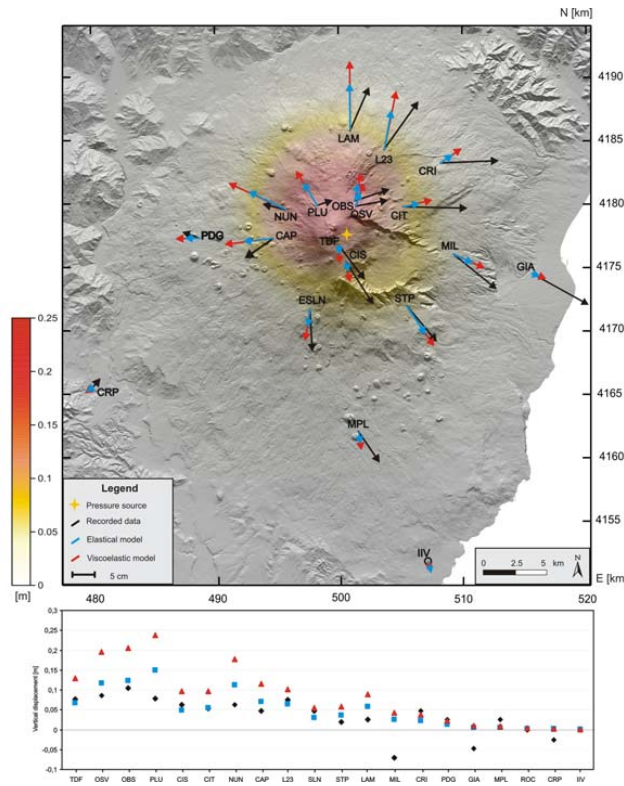 N [km]
4190
4185
4180
4175
4170
4165
4160
4155
LAM
L23
CRI
NUN
PLU
OBS
OSV
CIT
PDG
CAP
TDF
CIS
MIL
GIA
ESLN
STP
CRP
MPL
IIV
0.25
0.2
0.15
0.1
0.05
0
[m]
Legend
Pressure source
Recorded data
Elastical model
Viscoelastic model
5 cm
N
0 2.5 5 km
E [km]
480 490 500 510 520
Vertical displacement [m]
0,3
0,25
0,2
0,15
0,1
0,05
0
-0,05
-0,1
TDF OSV OBS PLU CIS CIT NUN CAP L23 SLN STP LAM MIL CRI PDG GIA MPL ROC CRP IIV